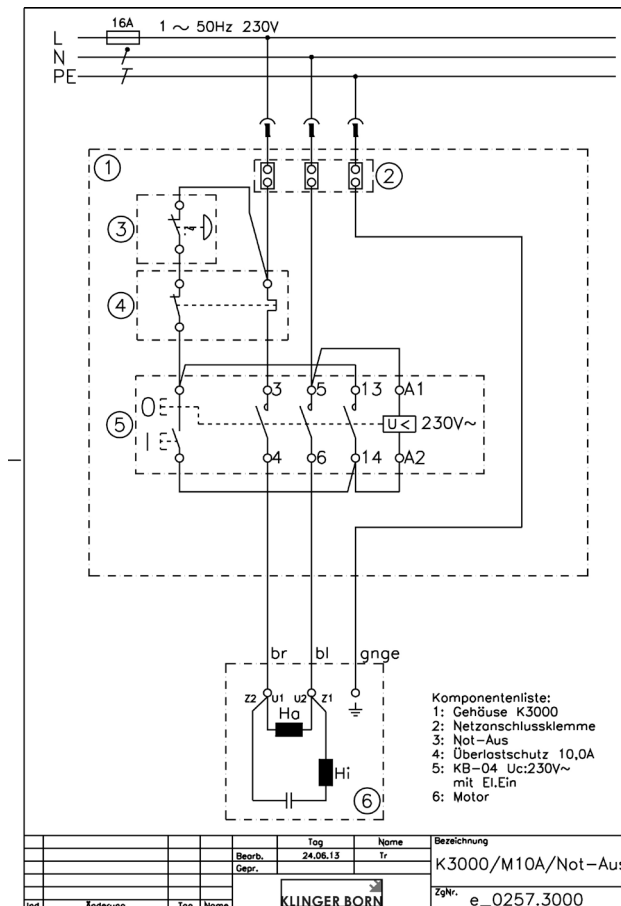 16A 1 ~ 50Hz 230V
L
N
PE
1
2
3
4
3 5 13 A1
0
5 U< 230V~
I
4 6 14 A2
br bl gnge
Z2 U1 U2 Z1
Ha
Hi
6
Komponentenliste:
1: Gehäuse K3000
2: Netzanschlussklemme
3: Not-Aus
4: Überlastschutz 10,0A
5: KB-04 Uc:230V~
mit El.Ein
6: Motor
Tag Name Bezeichnung
Bearb. 24.06.13 Tr
Gepr.
K3000/M10A/Not-Aus
KLINGER BORN
ZgNr. e_0257.3000
Ind Änderung Tag Name